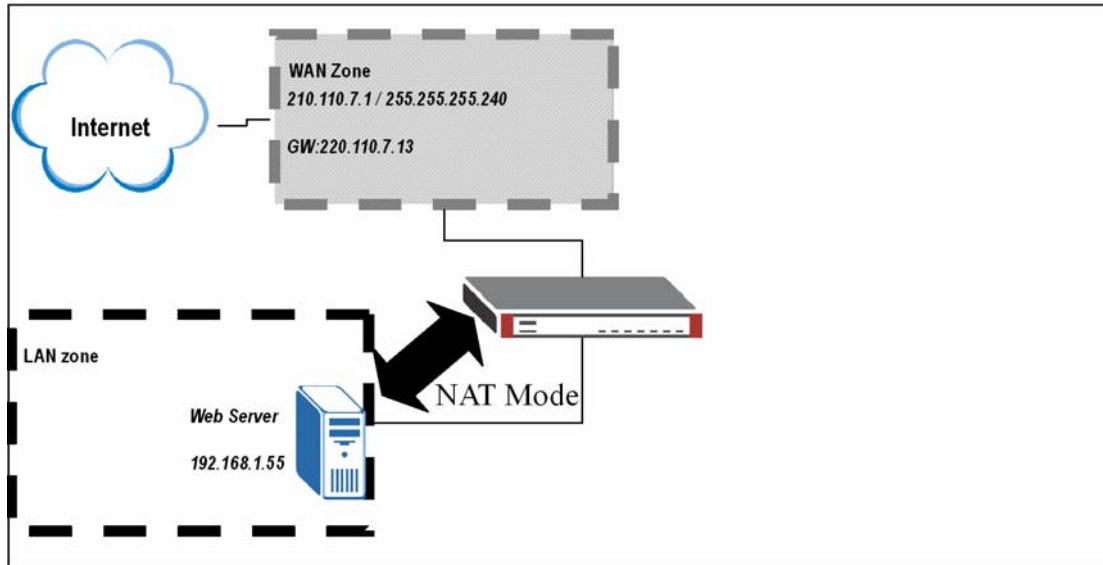 WAN Zone
210.110.7.1 / 255.255.255.240
GW:220.110.7.13
Internet
LAN zone
NAT Mode
Web Server
192.168.1.55